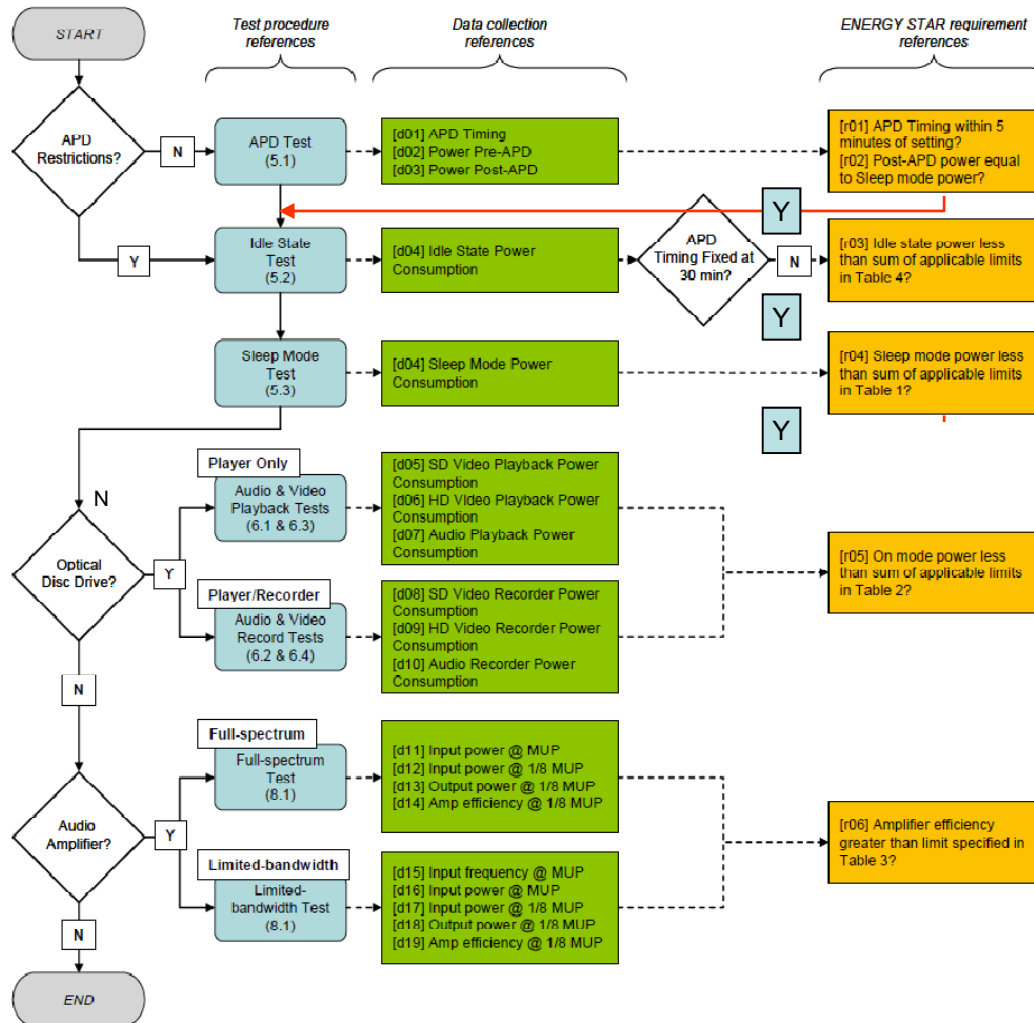 START
Test procedure
references
Data collection
references
ENERGY STAR requirement
references
APD
Restrictions?
N
APD Test
(5.1)
[d01] APD Timing
[d02] Power Pre-APD
[d03] Power Post-APD
[r01] APD Timing within 5
minutes of setting?
[r02] Post-APD power equal
to Sleep mode power?
Y
Y
Idle State
Test
(5.2)
[d04] Idle State Power
Consumption
APD
Timing Fixed at
30 min?
N
[r03] Idle state power less
than sum of applicable limits
in Table 4?
Y
Sleep Mode
Test
(5.3)
[d04] Sleep Mode Power
Consumption
[r04] Sleep mode power less
than sum of applicable limits
in Table 1?
Y
N
Optical
Disc Drive?
Y
Player Only
Audio & Video
Playback Tests
(6.1 & 6.3)
[d05] SD Video Playback Power
Consumption
[d06] HD Video Playback Power
Consumption
[d07] Audio Playback Power
Consumption
Player/Recorder
Audio & Video
Record Tests
(6.2 & 6.4)
[d08] SD Video Recorder Power
Consumption
[d09] HD Video Recorder Power
Consumption
[d10] Audio Recorder Power
Consumption
[r05] On mode power less
than sum of applicable limits
in Table 2?
N
Audio
Amplifier?
Y
Full-spectrum
Full-spectrum
Test
(8.1)
[d11] Input power @ MUP
[d12] Input power @ 1/8 MUP
[d13] Output power @ 1/8 MUP
[d14] Amp efficiency @ 1/8 MUP
Limited-bandwidth
Limited-
bandwidth Test
(8.1)
[d15] Input frequency @ MUP
[d16] Input power @ MUP
[d17] Input power @ 1/8 MUP
[d18] Output power @ 1/8 MUP
[d19] Amp efficiency @ 1/8 MUP
[r06] Amplifier efficiency
greater than limit specified in
Table 3?
N
END